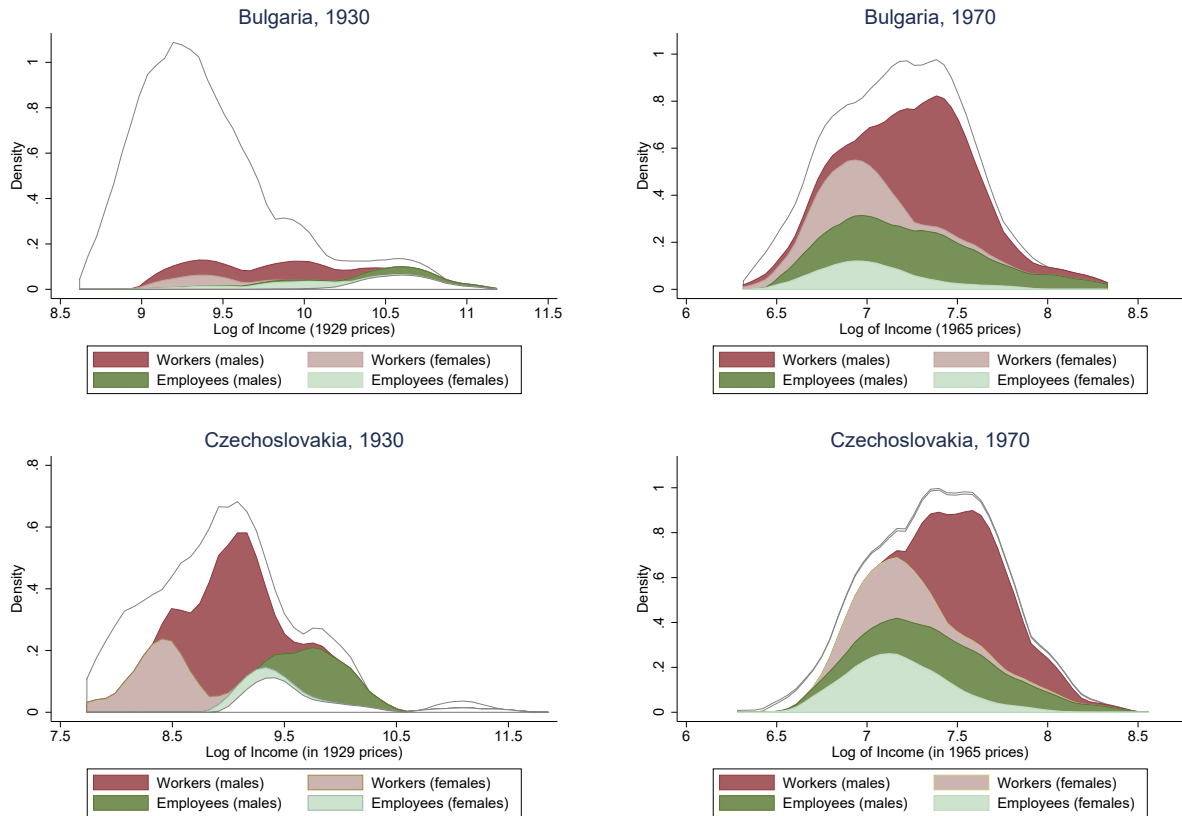 Bulgaria, 1930
Density
0 .2 .4 .6 .8 1
8.5 9 9.5 10 10.5 11 11.5
Log of Income (1929 prices)
Workers (males) Workers (females)
Employees (males) Employees (females)
Bulgaria, 1970
Density
0 .2 .4 .6 .8 1
6 6.5 7 7.5 8 8.5
Log of Income (1965 prices)
Workers (males) Workers (females)
Employees (males) Employees (females)
Czechoslovakia, 1930
Density
0 .2 .4 .6 .8
7.5 8.5 9.5 10.5 11.5
Log of Income (in 1929 prices)
Workers (males) Workers (females)
Employees (males) Employees (females)
Czechoslovakia, 1970
Density
0 .2 .4 .6 .8 1
6 6.5 7 7.5 8 8.5
Log of Income (in 1965 prices)
Workers (males) Workers (females)
Employees (males) Employees (females)